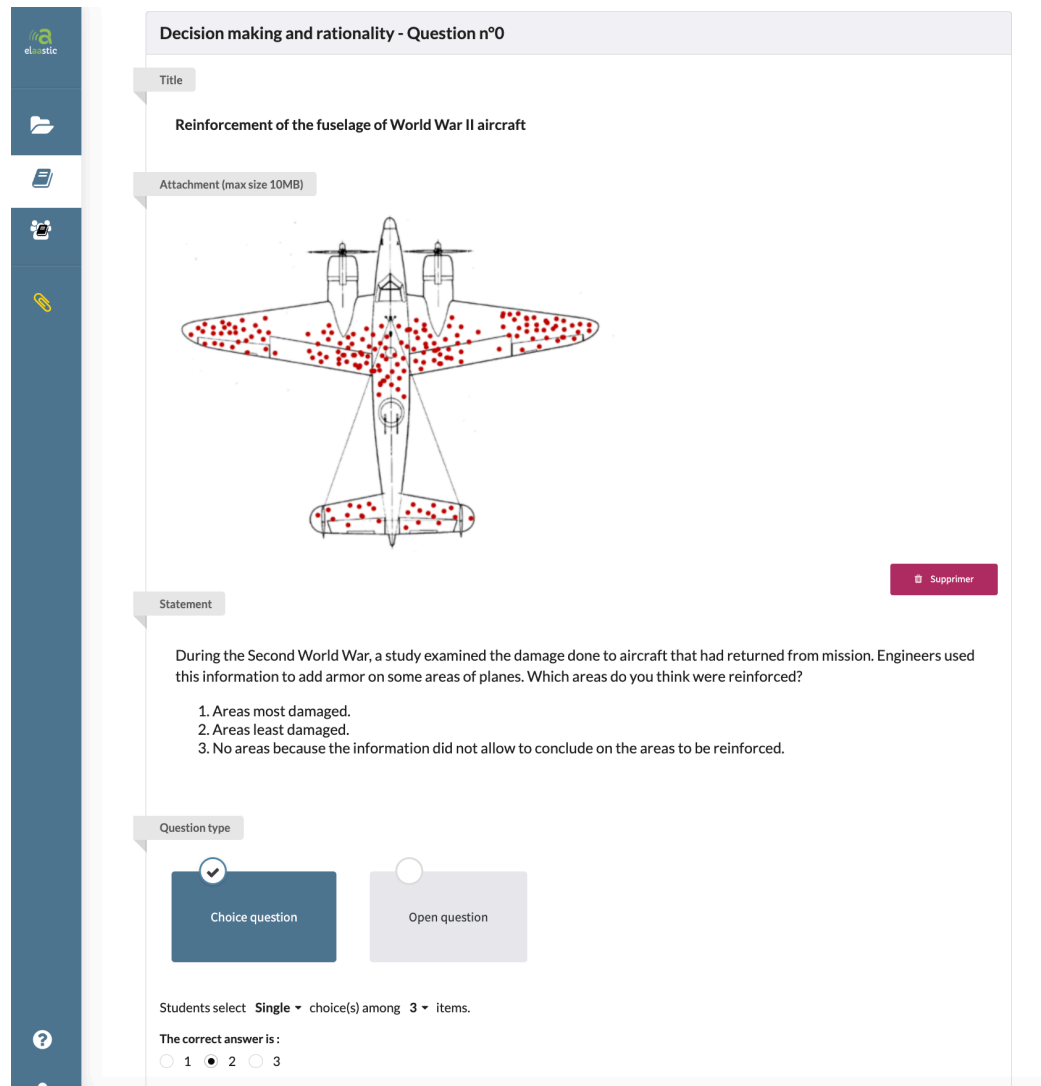 elaastic
Decision making and rationality - Question n°0
Title
Reinforcement of the fuselage of World War II aircraft
Attachment (max size 10MB)
Supprimer
Statement
During the Second World War, a study examined the damage done to aircraft that had returned from mission. Engineers used
this information to add armor on some areas of planes. Which areas do you think were reinforced?
1. Areas most damaged.
2. Areas least damaged.
3. No areas because the information did not allow to conclude on the areas to be reinforced.
Question type
Choice question
Open question
Students select Single choice(s) among 3 items.
The correct answer is :
1 2 3